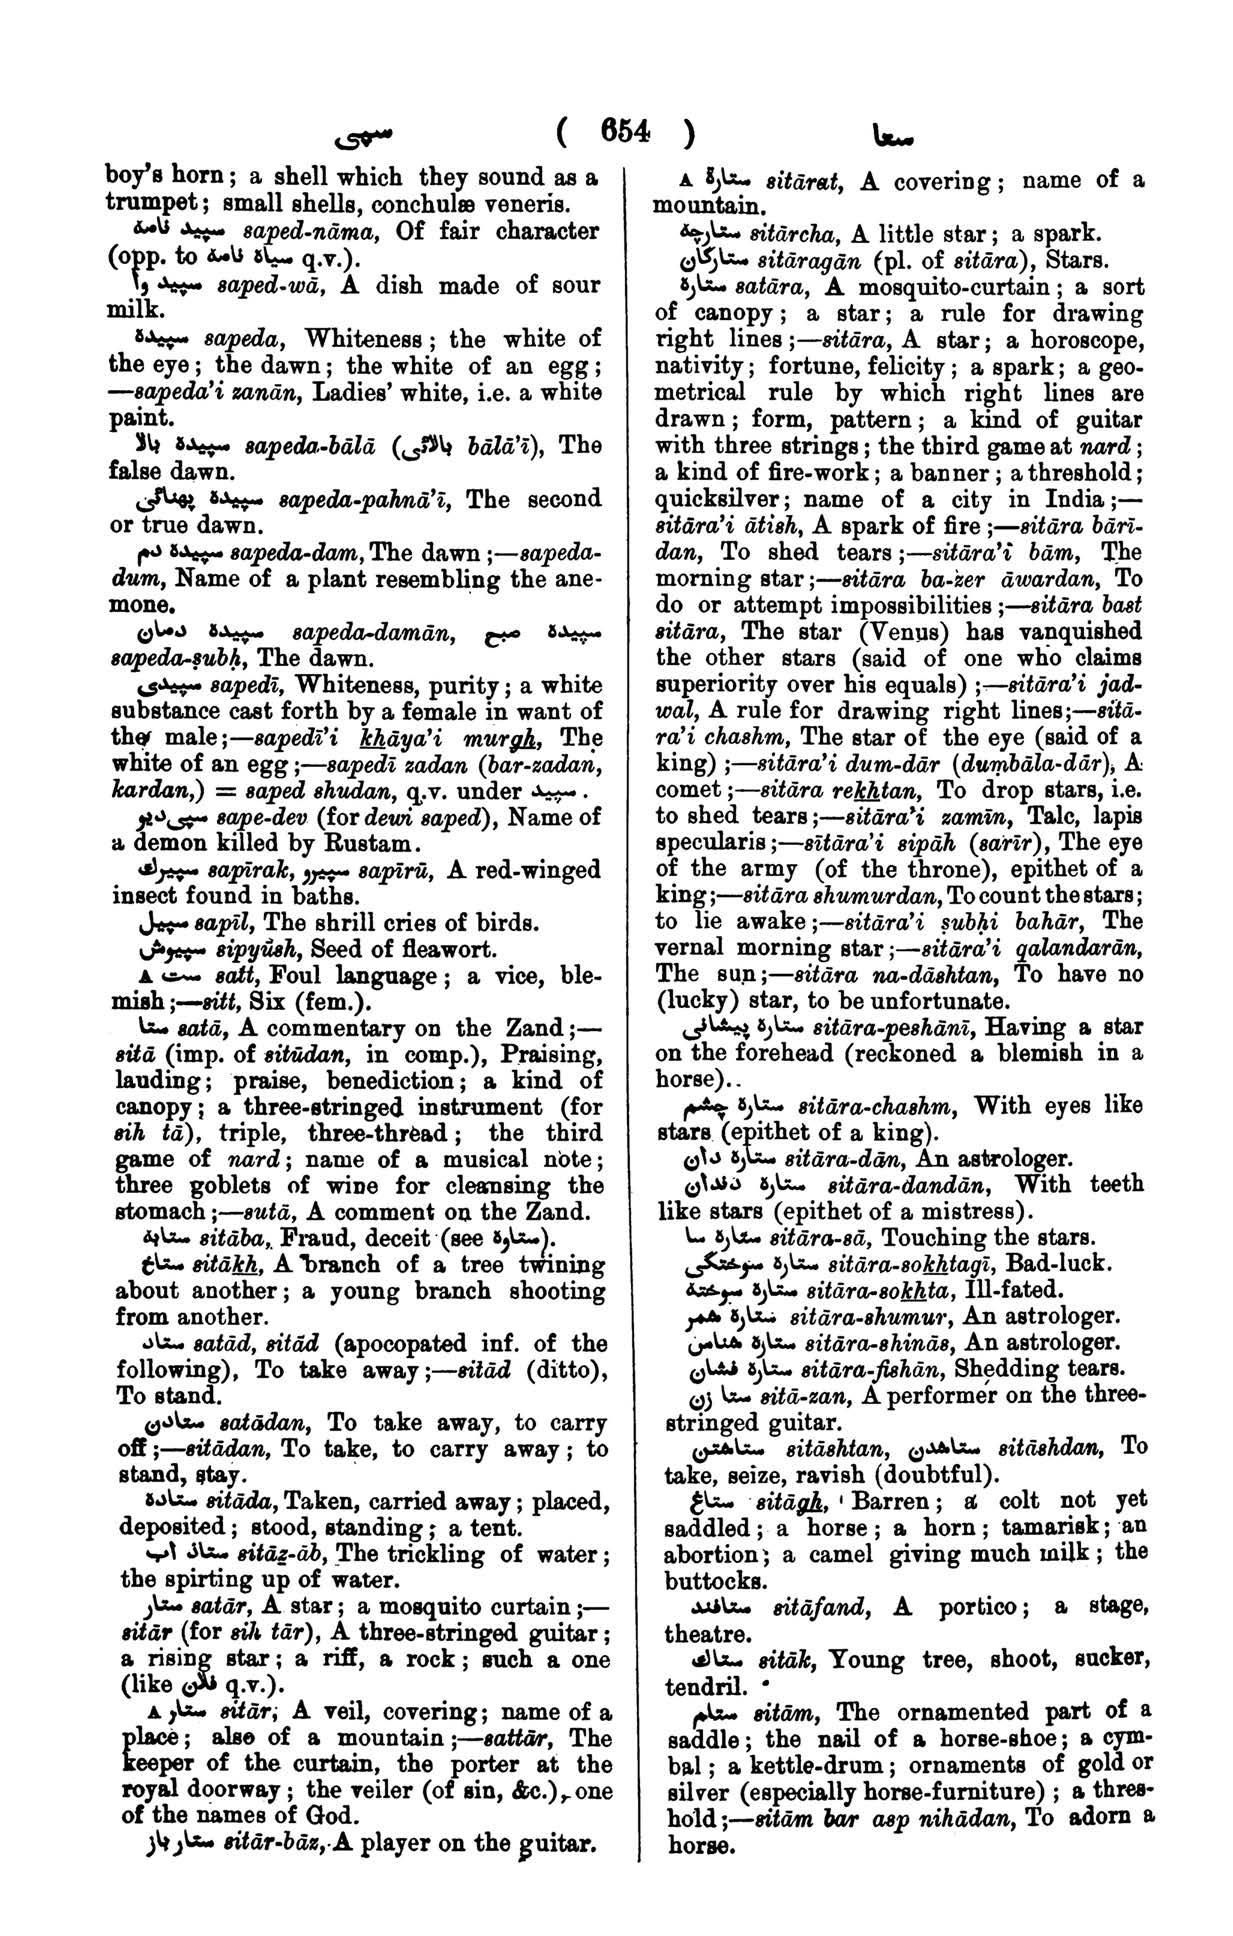 سپی ( 654 ) ستا
boy's horn; a shell which they sound as a
trumpet; small shells, conchulæ veneris.
سپید نامه saped-nāma, Of fair character
(opp. to سیاه نامه q.v.).
سپید وا saped-wā, A dish made of sour
milk.
سپیده sapeda, Whiteness; the white of
the eye; the dawn; the white of an egg;
—sapeda'i zanān, Ladies' white, i.e. a white
paint.
سپیده بالا sapeda-bālā (بالائی bālā'ī), The
false dawn.
سپیده پهنائی sapeda-pahnā'ī, The second
or true dawn.
سپیده دم sapeda-dam, The dawn;—sapeda-
dum, Name of a plant resembling the ane-
mone.
سپیده دمان sapeda-damān, سپیده صبح
sapeda-ṣubḥ, The dawn.
سپیدی sapedī, Whiteness, purity; a white
substance cast forth by a female in want of
the male;—sapedī'i khāya'i murgh, The
white of an egg;—sapedī zadan (bar-zadan,
kardan,) = saped shudan, q.v. under سپید.
سپی دیو sape-dev (for dewi saped), Name of
a demon killed by Rustam.
سپیرك sapīrak, سپیرو sapīrū, A red-winged
insect found in baths.
سپیل sapīl, The shrill cries of birds.
سپیوش sipyūsh, Seed of fleawort.
A ست satt, Foul language; a vice, ble-
mish;—sitt, Six (fem.).
ستا satā, A commentary on the Zand;—
sitā (imp. of sitūdan, in comp.), Praising,
lauding; praise, benediction; a kind of
canopy; a three-stringed instrument (for
sih tā), triple, three-thread; the third
game of nard; name of a musical note;
three goblets of wine for cleansing the
stomach;—sutā, A comment on the Zand.
ستابه sitāba, Fraud, deceit (see ستاوه).
ستاخ sitākh, A branch of a tree twining
about another; a young branch shooting
from another.
ستاد satād, sitād (apocopated inf. of the
following), To take away;—sitād (ditto),
To stand.
ستادن satādan, To take away, to carry
off;—sitādan, To take, to carry away; to
stand, stay.
ستاده sitāda, Taken, carried away; placed,
deposited; stood, standing; a tent.
ستاذ آب sitāẕ-āb, The trickling of water;
the spirting up of water.
ستار satār, A star; a mosquito curtain;—
sitār (for sih tār), A three-stringed guitar;
a rising star; a riff, a rock; such a one
(like فلان q.v.).
A ستار sitār, A veil, covering; name of a
place; also of a mountain;—sattār, The
keeper of the curtain, the porter at the
royal doorway; the veiler (of sin, &c.), one
of the names of God.
ستار باز sitār-bāz, A player on the guitar.
A ستارة sitārat, A covering; name of a
mountain.
ستارچه sitārcha, A little star; a spark.
ستارگان sitāragān (pl. of sitāra), Stars.
ستاره satāra, A mosquito-curtain; a sort
of canopy; a star; a rule for drawing
right lines;—sitāra, A star; a horoscope,
nativity; fortune, felicity; a spark; a geo-
metrical rule by which right lines are
drawn; form, pattern; a kind of guitar
with three strings; the third game at nard;
a kind of fire-work; a banner; a threshold;
quicksilver; name of a city in India;—
sitāra'i ātish, A spark of fire;—sitāra bārī-
dan, To shed tears;—sitāra'i bām, The
morning star;—sitāra ba-zer āwardan, To
do or attempt impossibilities;—sitāra bast
sitāra, The star (Venus) has vanquished
the other stars (said of one who claims
superiority over his equals);—sitāra'i jad-
wal, A rule for drawing right lines;—sitā-
ra'i chashm, The star of the eye (said of a
king);—sitāra'i dum-dār (dumbāla-dār), A
comet;—sitāra rekhtan, To drop stars, i.e.
to shed tears;—sitāra'i zamīn, Talc, lapis
specularis;—sitāra'i sipāh (sarīr), The eye
of the army (of the throne), epithet of a
king;—sitāra shumurdan, To count the stars;
to lie awake;—sitāra'i ṣubḥi bahār, The
vernal morning star;—sitāra'i qalandarān,
The sun;—sitāra na-dāshtan, To have no
(lucky) star, to be unfortunate.
ستاره پیشانی sitāra-peshānī, Having a star
on the forehead (reckoned a blemish in a
horse)..
ستاره چشم sitāra-chashm, With eyes like
stars (epithet of a king).
ستاره دان sitāra-dān, An astrologer.
ستاره دندان sitāra-dandān, With teeth
like stars (epithet of a mistress).
ستاره سا sitāra-sā, Touching the stars.
ستاره سوختگی sitāra-sokhtagī, Bad-luck.
ستاره سوخته sitāra-sokhta, Ill-fated.
ستاره شمر sitāra-shumur, An astrologer.
ستاره شناس sitāra-shinās, An astrologer.
ستاره فشان sitāra-fishān, Shedding tears.
ستا زن sitā-zan, A performer on the three-
stringed guitar.
ستاشتن sitāshtan, ستاشدن sitāshdan, To
take, seize, ravish (doubtful).
ستاغ sitāgh, Barren; a colt not yet
saddled; a horse; a horn; tamarisk; an
abortion; a camel giving much milk; the
buttocks.
ستافند sitāfand, A portico; a stage,
theatre.
ستاك sitāk, Young tree, shoot, sucker,
tendril.
ستام sitām, The ornamented part of a
saddle; the nail of a horse-shoe; a cym-
bal; a kettle-drum; ornaments of gold or
silver (especially horse-furniture); a thres-
hold;—sitām bar asp nihādan, To adorn a
horse.